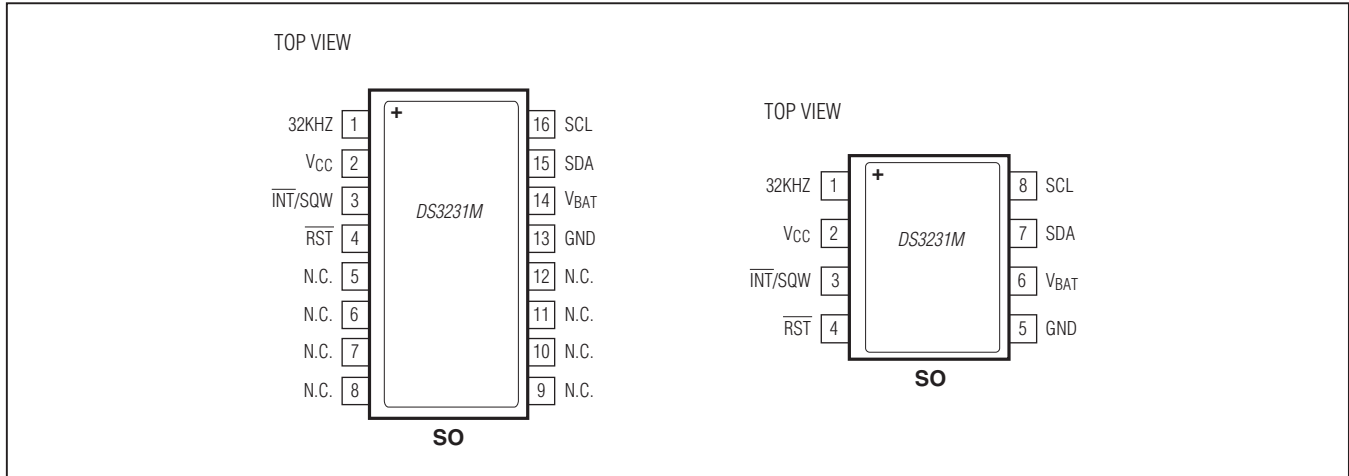 TOP VIEW
32KHZ 1 + 16 SCL
VCC 2 15 SDA
INT/SQW 3 14 VBAT
DS3231M
RST 4 13 GND
N.C. 5 12 N.C.
N.C. 6 11 N.C.
N.C. 7 10 N.C.
N.C. 8 9 N.C.
SO
TOP VIEW
32KHZ 1 + 8 SCL
VCC 2 DS3231M 7 SDA
INT/SQW 3 6 VBAT
RST 4 5 GND
SO